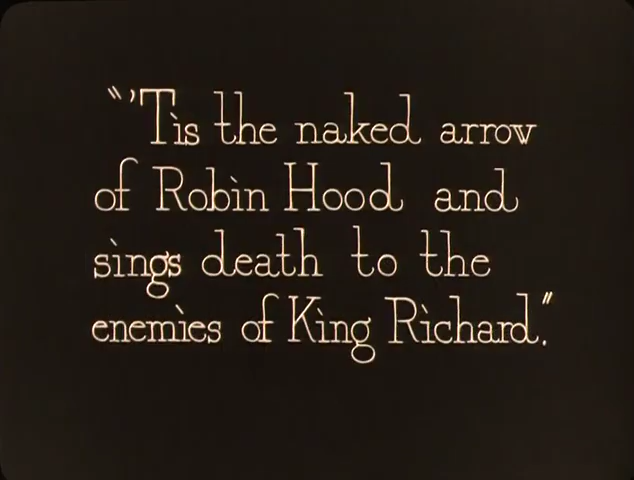 "'Tis the naked arrow
of Robin Hood and
sings death to the
enemies of King Richard."